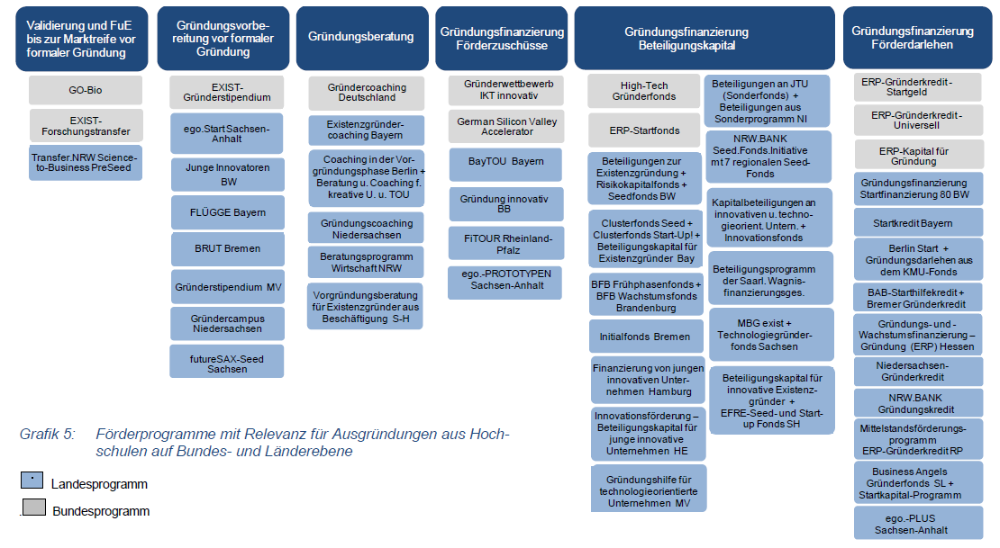 Validierung und FuE
bis zur Marktreife vor
formaler Gründung
GO-Bio
EXIST-
Forschungstransfer
Transfer.NRW Science-
to-Business PreSeed
Gründungsvorbe-
reitung vor formaler
Gründung
EXIST-
Gründerstipendium
ego.Start Sachsen-
Anhalt
Junge Innovatoren
BW
FLÜGGE Bayern
BRUT Bremen
Gründerstipendium MV
Gründercampus
Niedersachsen
futureSAX-Seed
Sachsen
Gründungsberatung
Gründercoaching
Deutschland
Existenzgründer-
coaching Bayern
Coaching in der Vor-
gründungsphase Berlin +
Beratung u. Coaching f.
kreative U. u. TOU
Gründungscoaching
Niedersachsen
Beratungsprogramm
Wirtschaft NRW
Vorgründungsberatung
für Existenzgründer aus
Beschäftigung S-H
Gründungsfinanzierung
Förderzuschüsse
Gründerwettbewerb
IKT innovativ
German Silicon Valley
Accelerator
BayTOU Bayern
Gründung innovativ
BB
FiTOUR Rheinland-
Pfalz
ego.-PROTOTYPEN
Sachsen-Anhalt
Gründungsfinanzierung
Beteiligungskapital
High-Tech
Gründerfonds
ERP-Startfonds
Beteiligungen zur
Existenzgründung +
Risikokapitalfonds +
Seedfonds BW
Clusterfonds Seed +
Clusterfonds Start-Up! +
Beteiligungskapital für
Existenzgründer Bay
BFB Frühphasenfonds +
BFB Wachstumsfonds
Brandenburg
Initialfonds Bremen
Finanzierung von jungen
innovativen Unter-
nehmen Hamburg
Innovationsförderung –
Beteiligungskapital für
junge innovative
Unternehmen HE
Gründungshilfe für
technologieorientierte
Unternehmen MV
Beteiligungen an JTU
(Sonderfonds) +
Beteiligungen aus
Sonderprogramm NI
NRW.BANK
Seed.Fonds.Initiative
mt 7 regionalen Seed-
Fonds
Kapitalbeteiligungen an
innovativen u. techno-
gieorient. Untern. +
Innovationsfonds
Beteiligungsprogramm
der Saarl. Wagnis-
finanzierungsges.
MBG exist +
Technologiegründer-
fonds Sachsen
Beteiligungskapital für
innovative Existenz-
gründer +
EFRE-Seed- und Start-
up Fonds SH
Gründungsfinanzierung
Förderdarlehen
ERP-Gründerkredit -
Startgeld
ERP-Gründerkredit -
Universell
ERP-Kapital für
Gründung
Gründungsfinanzierung
Startfinanzierung 80 BW
Startkredit Bayern
Berlin Start +
Gründungsdarlehen aus
dem KMU-Fonds
BAB-Starthilfekredit +
Bremer Gründerkredit
Gründungs- und -
Wachstumsfinanzierung –
Gründung (ERP) Hessen
Niedersachsen-
Gründerkredit
NRW.BANK
Gründungskredit
Mittelstandsförderungs-
programm
ERP-Gründerkredit RP
Business Angels
Gründerfonds SL +
Startkapital-Programm
ego.-PLUS
Sachsen-Anhalt
Grafik 5: Förderprogramme mit Relevanz für Ausgründungen aus Hoch-
schulen auf Bundes- und Länderebene
Landesprogramm
Bundesprogramm